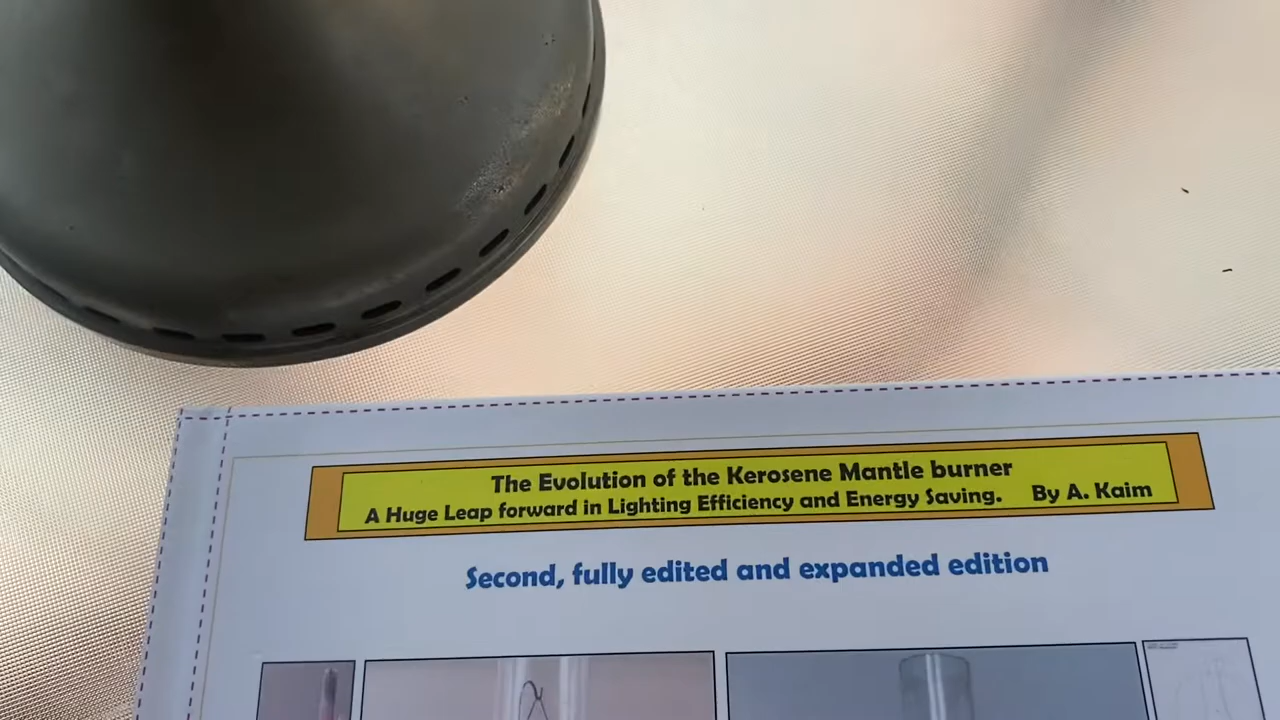 The Evolution of the Kerosene Mantle burner
A Huge Leap forward in Lighting Efficiency and Energy Saving. By A. Kaim
Second, fully edited and expanded edition